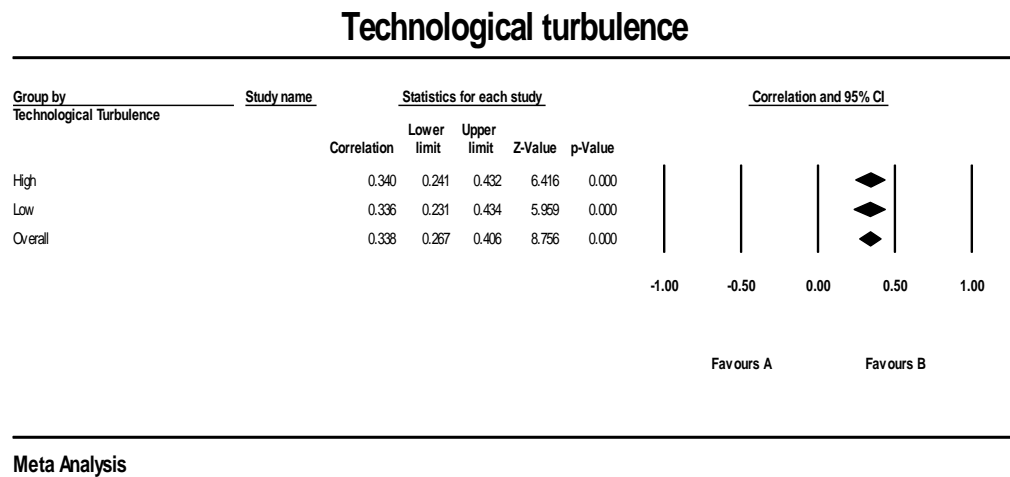 Technological turbulence
Group by Study name Statistics for each study Correlation and 95% CI
Technological Turbulence
Lower Upper
Correlation limit limit Z-Value p-Value
High 0.340 0.241 0.432 6.416 0.000
Low 0.336 0.231 0.434 5.959 0.000
Overall 0.338 0.267 0.406 8.756 0.000
-1.00 -0.50 0.00 0.50 1.00
Favours A Favours B
Meta Analysis